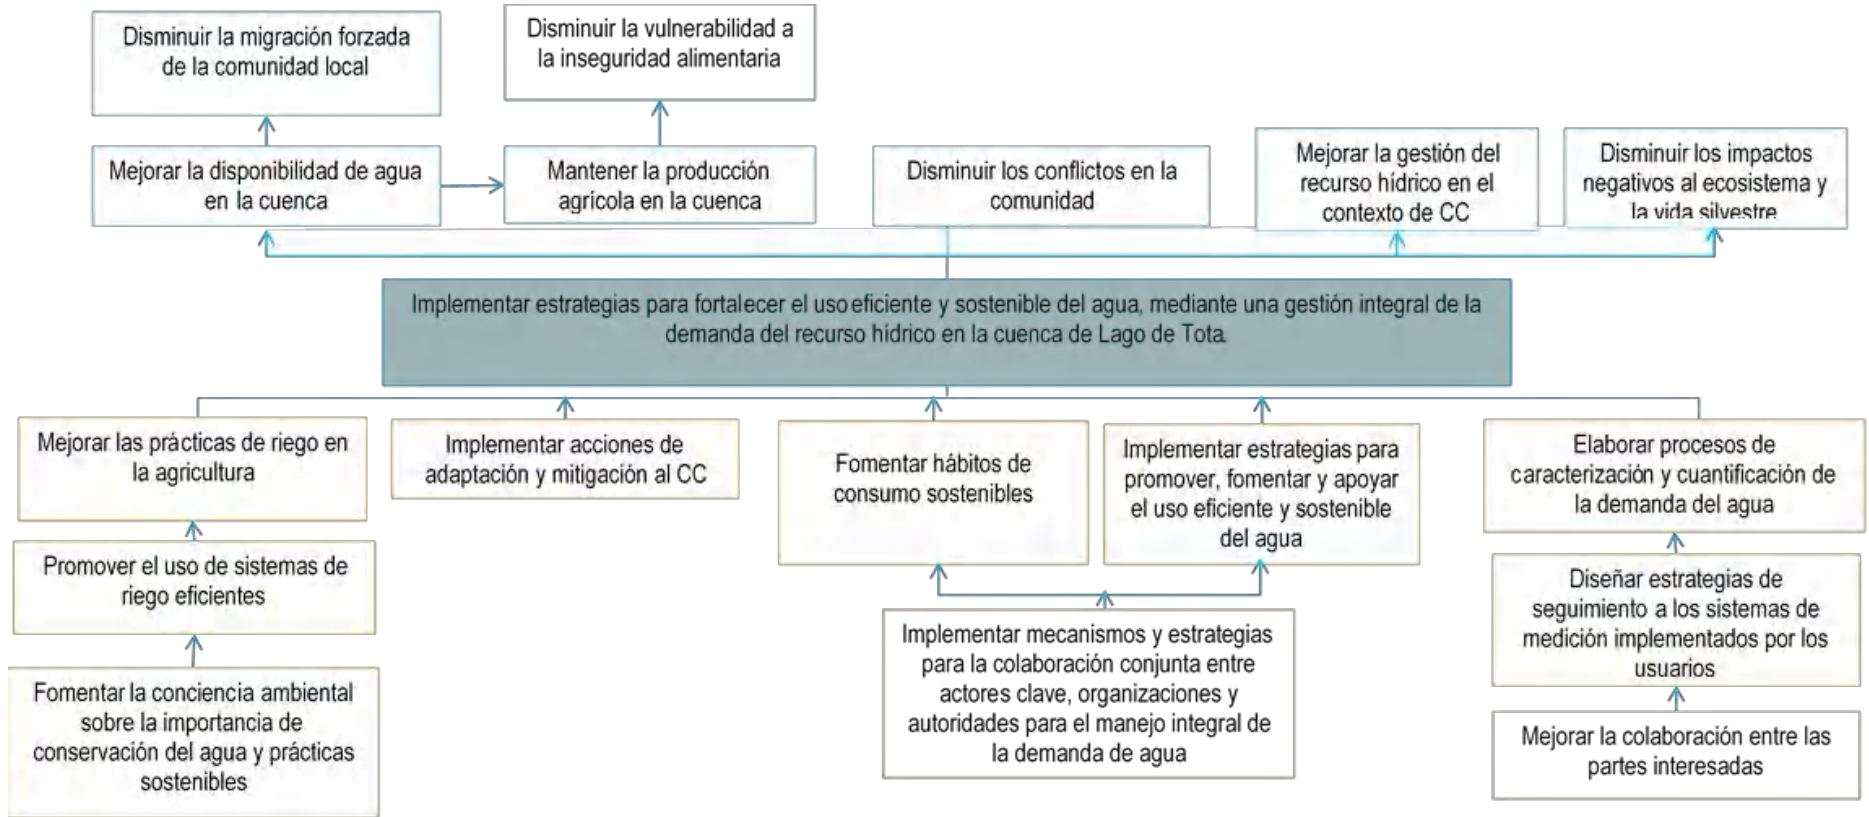 Disminuir la migración forzada
de la comunidad local
Disminuir la vulnerabilidad a
la inseguridad alimentaria
Mejorar la disponibilidad de agua
en la cuenca
Mantener la producción
agrícola en la cuenca
Disminuir los conflictos en la
comunidad
Mejorar la gestión del
recurso hídrico en el
contexto de CC
Disminuir los impactos
negativos al ecosistema y
la vida silvestre
Implementar estrategias para fortalecer el uso eficiente y sostenible del agua, mediante una gestión integral de la
demanda del recurso hídrico en la cuenca de Lago de Tota.
Mejorar las prácticas de riego en
la agricultura
Implementar acciones de
adaptación y mitigación al CC
Fomentar hábitos de
consumo sostenibles
Implementar estrategias para
promover, fomentar y apoyar
el uso eficiente y sostenible
del agua
Elaborar procesos de
caracterización y cuantificación de
la demanda del agua
Promover el uso de sistemas de
riego eficientes
Diseñar estrategias de
seguimiento a los sistemas de
medición implementados por los
usuarios
Implementar mecanismos y estrategias
para la colaboración conjunta entre
actores clave, organizaciones y
autoridades para el manejo integral de
la demanda de agua
Fomentar la conciencia ambiental
sobre la importancia de
conservación del agua y prácticas
sostenibles
Mejorar la colaboración entre las
partes interesadas